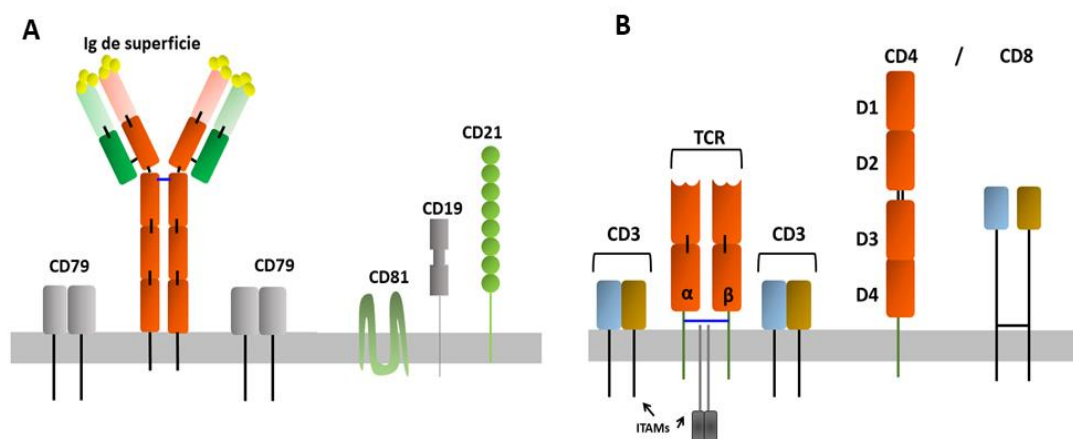 A
Ig de superficie
CD21
CD19
CD79
CD79
CD81
B
CD4 / CD8
D1
TCR
D2
CD3
CD3
D3
α
β
D4
ITAMs